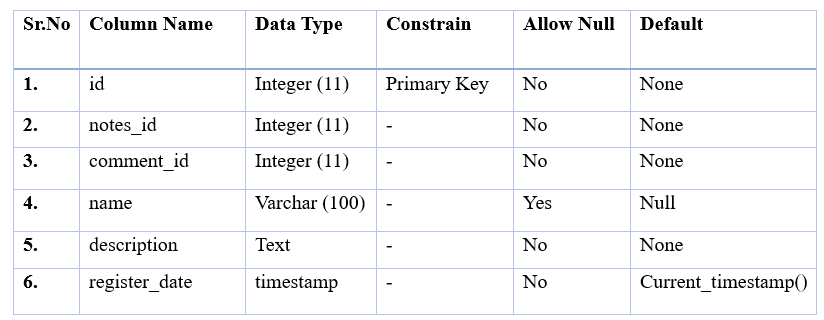 Sr.No Column Name Data Type Constrain Allow Null Default
1. id Integer (11) Primary Key No None
2. notes_id Integer (11) - No None
3. comment_id Integer (11) - No None
4. name Varchar (100) - Yes Null
5. description Text - No None
6. register_date timestamp - No Current_timestamp()